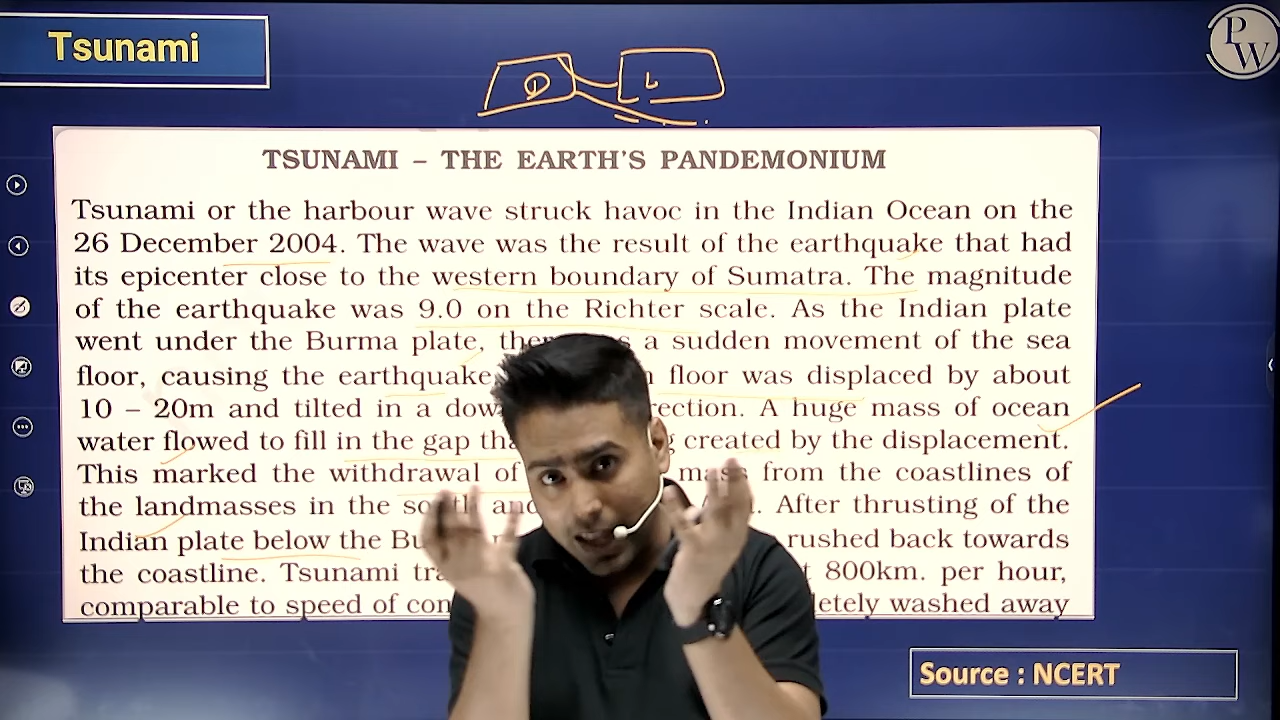 Tsunami
PW
TSUNAMI – THE EARTH'S PANDEMONIUM
Tsunami or the harbour wave struck havoc in the Indian Ocean on the
26 December 2004. The wave was the result of the earthquake that had
its epicenter close to the western boundary of Sumatra. The magnitude
of the earthquake was 9.0 on the Richter scale. As the Indian plate
went under the Burma plate, a sudden movement of the sea
floor, causing the earthquake floor was displaced by about
10 – 20m and tilted in a of ocean
water flowed to fill in the gap created by the displacement.
This marked the withdrawal of mass from the coastlines of
the landmasses in the south and After thrusting of the
Indian plate below the rushed back towards
the coastline. Tsunami 800km. per hour,
comparable to speed of washed away
Source : NCERT